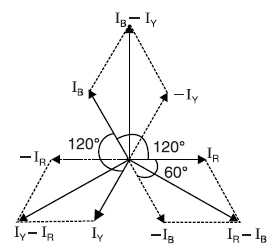 I_B – I_Y
I_B
– I_Y
120°
120°
– I_R
I_R
60°
I_Y – I_R
I_Y
– I_B
I_R – I_B